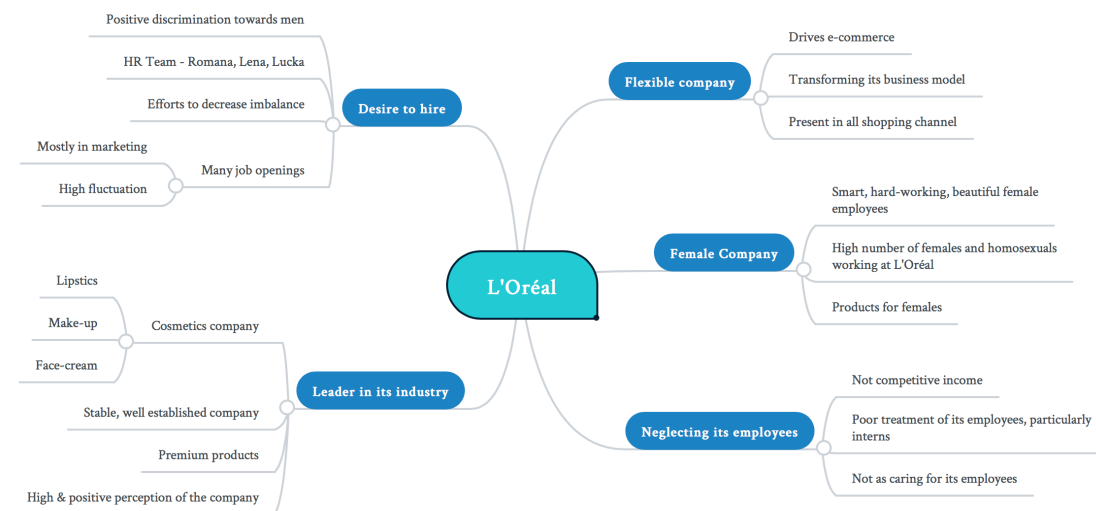 Positive discrimination towards men
HR Team - Romana, Lena, Lucka
Efforts to decrease imbalance
Desire to hire
Mostly in marketing
High fluctuation
Many job openings
Lipstics
Make-up
Face-cream
Cosmetics company
Stable, well established company
Premium products
High & positive perception of the company
Leader in its industry
L'Oréal
Flexible company
Drives e-commerce
Transforming its business model
Present in all shopping channel
Female Company
Smart, hard-working, beautiful female
employees
High number of females and homosexuals
working at L'Oréal
Products for females
Neglecting its employees
Not competitive income
Poor treatment of its employees, particularly
interns
Not as caring for its employees